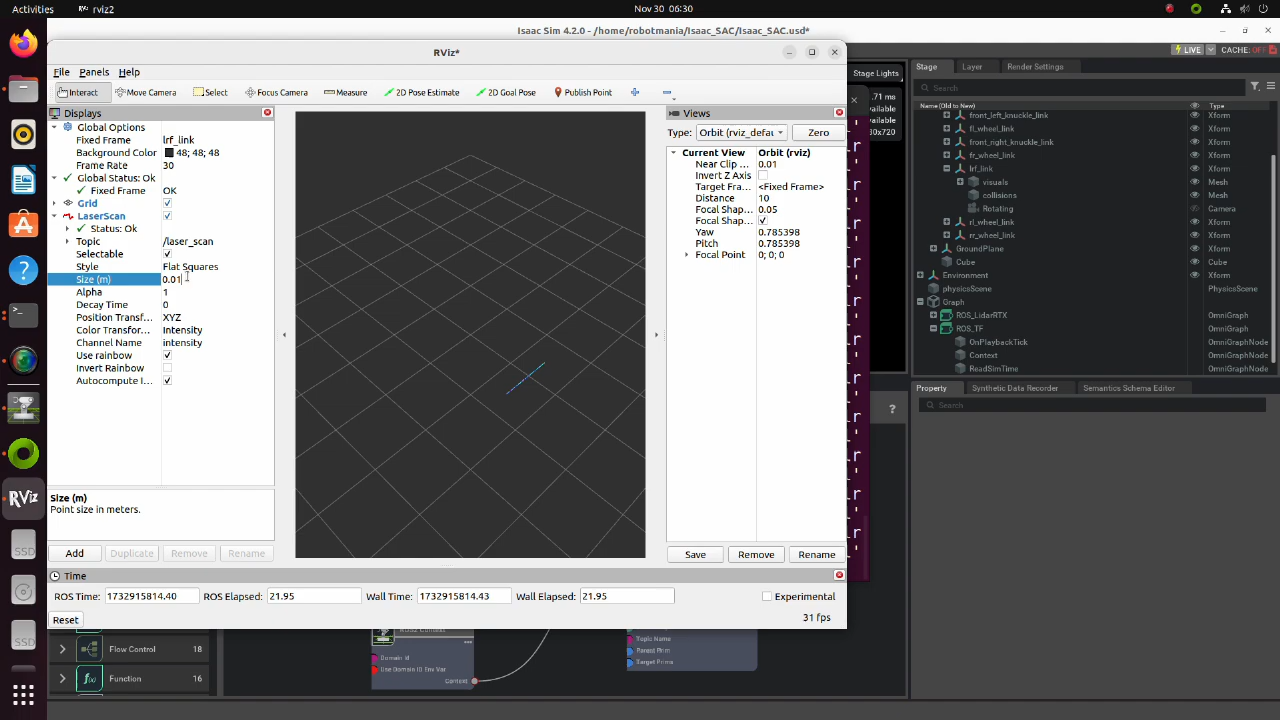 Activities
rviz2
Nov 30 06:30
Isaac Sim 4.2.0 - /home/robotmania/Isaac_SAC/Isaac_SAC.usd*
RViz*
LIVE
CACHE: OFF
File
Panels
Help
Stage Lights
Stage
Layer
Render Settings
Interact
Move Camera
Select
Focus Camera
Measure
2D Pose Estimate
2D Goal Pose
Publish Point
Search
.71 ms
vailable
vailable
80x720
Name(Old to New)
Type
Displays
Views
Global Options
Fixed Frame lrf_link
Background Color 48; 48; 48
Frame Rate 30
Global Status: Ok
Fixed Frame OK
Grid
LaserScan
Status: Ok
Topic /laser_scan
Selectable
Style Flat Squares
Size (m) 0.01
Alpha 1
Decay Time 0
Position Transf... XYZ
Color Transfor... Intensity
Channel Name intensity
Use rainbow
Invert Rainbow
Autocompute I...
Size (m)
Point size in meters.
Add
Duplicate
Remove
Rename
Type: Orbit (rviz_defau
Zero
Current View Orbit (rviz)
Near Clip ... 0.01
Invert Z Axis
Target Fra... <Fixed Frame>
Distance 10
Focal Shap... 0.05
Focal Shap...
Yaw 0.785398
Pitch 0.785398
Focal Point 0; 0; 0
Save
Remove
Rename
front_left_knuckle_link Xform
fl_wheel_link Xform
front_right_knuckle_link Xform
fr_wheel_link Xform
lrf_link Xform
visuals Mesh
collisions Mesh
Rotating Camera
rl_wheel_link Xform
rr_wheel_link Xform
GroundPlane Xform
Cube Xform
Environment Xform
physicsScene PhysicsScene
Graph
ROS_LidarRTX OmniGraph
ROS_TF OmniGraph
OnPlaybackTick OmniGraphNode
Context OmniGraphNode
ReadSimTime OmniGraphNode
Property
Synthetic Data Recorder
Semantics Schema Editor
Search
?
Time
ROS Time: 1732915814.40
ROS Elapsed: 21.95
Wall Time: 1732915814.43
Wall Elapsed: 21.95
Experimental
Reset
31 fps
RViz
SSD
SSD
Flow Control 18
Function 16
Domain Id
Use Domain ID Env Var
Context
Topic Name
Parent Prim
Target Prims